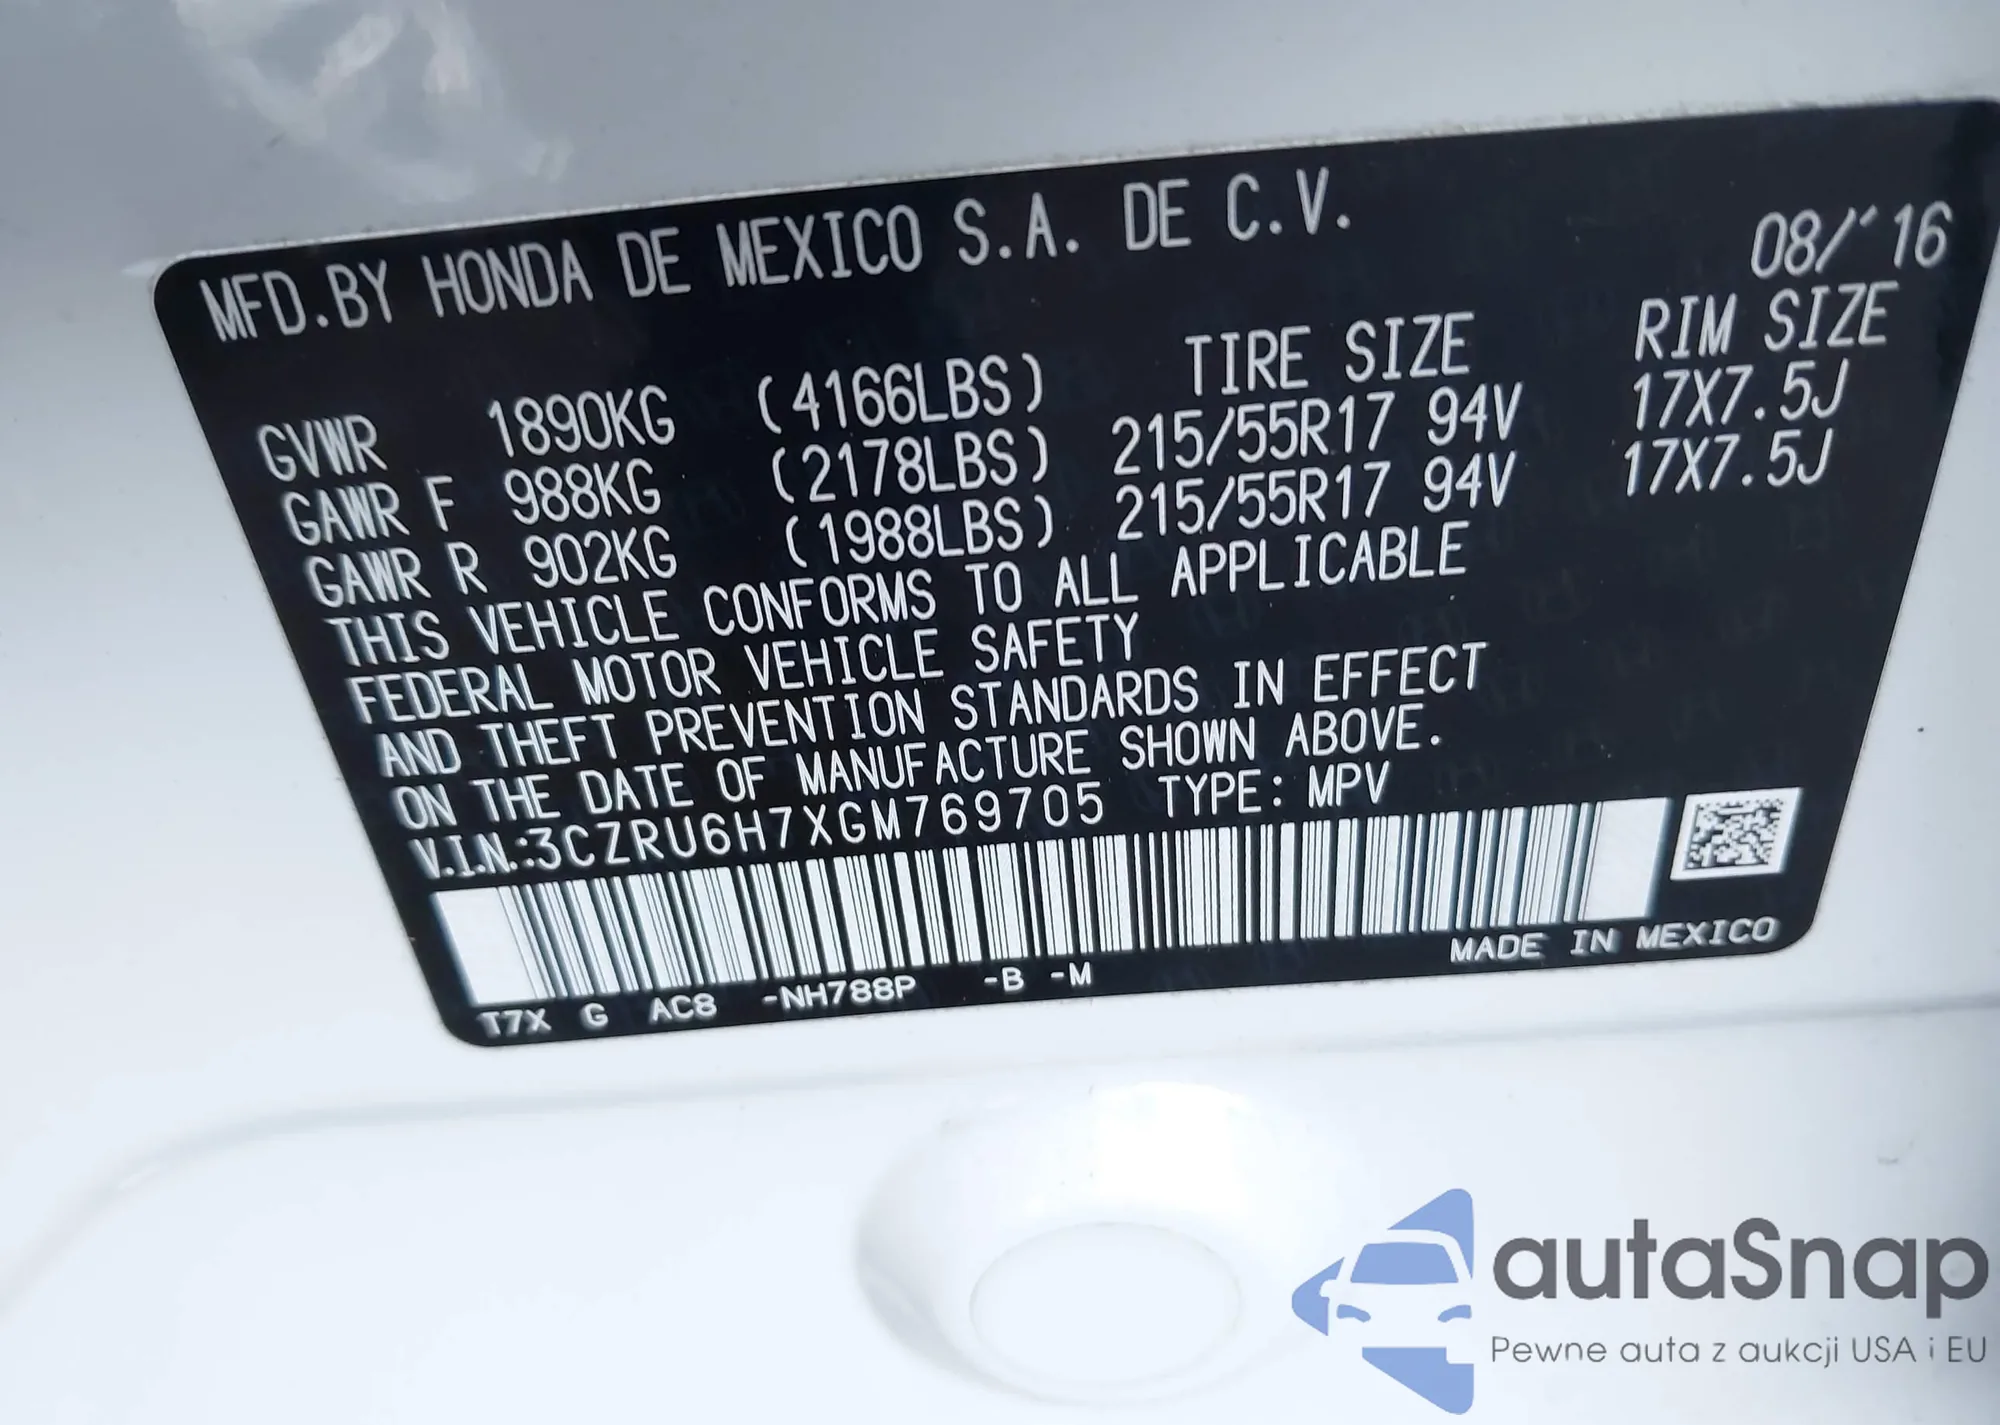 MFD.BY HONDA DE MEXICO S.A. DE C.V.
08/'16
TIRE SIZE RIM SIZE
GVWR 1890KG (4166LBS) 215/55R17 94V 17X7.5J
GAWR F 988KG (2178LBS) 215/55R17 94V 17X7.5J
GAWR R 902KG (1988LBS)
THIS VEHICLE CONFORMS TO ALL APPLICABLE
FEDERAL MOTOR VEHICLE SAFETY
AND THEFT PREVENTION STANDARDS IN EFFECT
ON THE DATE OF MANUFACTURE SHOWN ABOVE.
V.I.N.:3CZRU6H7XGM769705 TYPE:MPV
MADE IN MEXICO
T7X G AC8 -NH788P -B -M
autaSnap
Pewne auta z aukcji USA i EU